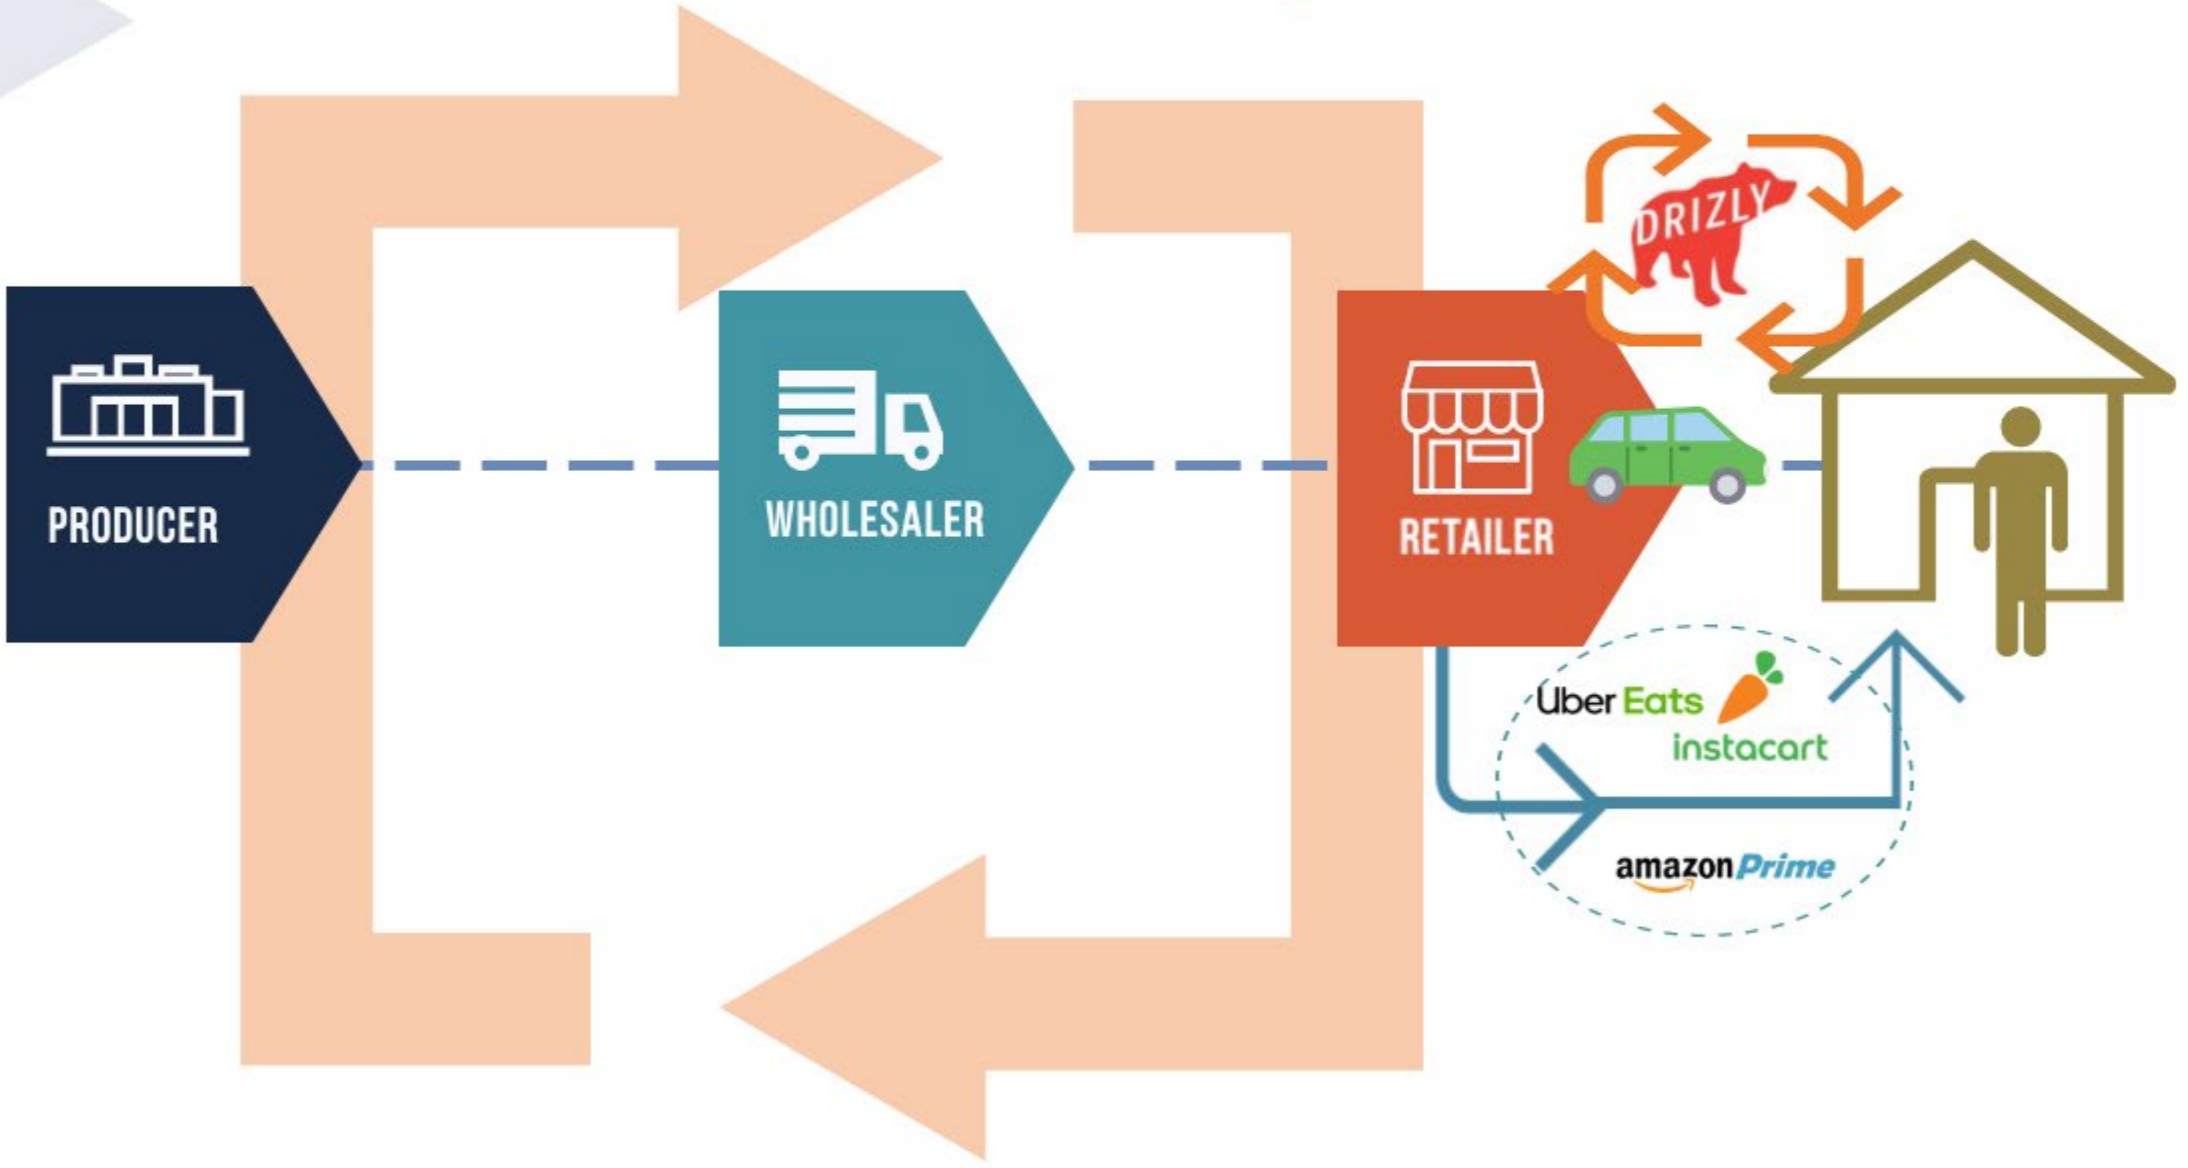 PRODUCER
WHOLESALER
RETAILER
DRIZLY
Uber Eats
instacart
amazon Prime